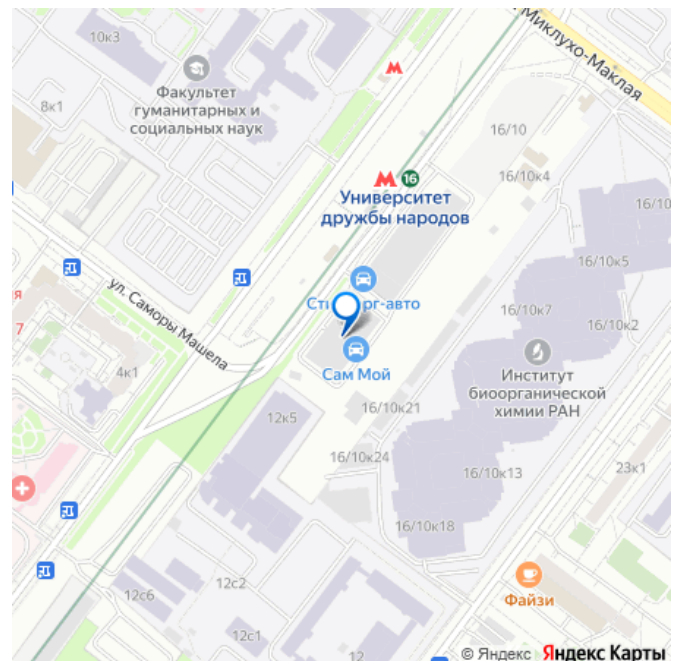 10к3
Миклухо-Маклая
Факультет
гуманитарных и
социальных наук
8к1
16/10
16/10к4
16
Университет
дружбы народов
16/10
16/10к5
ул. Саморы Машела
16/10к7
16/10к2
я
7
4к1
Сам Мой
Институт
биоорганической
химии РАН
12к5
16/10к21
16/10к24
16/10к13
23к1
16/10к18
12с2
12с6
Файзи
12с1
12
© Яндекс Яндекс Карты